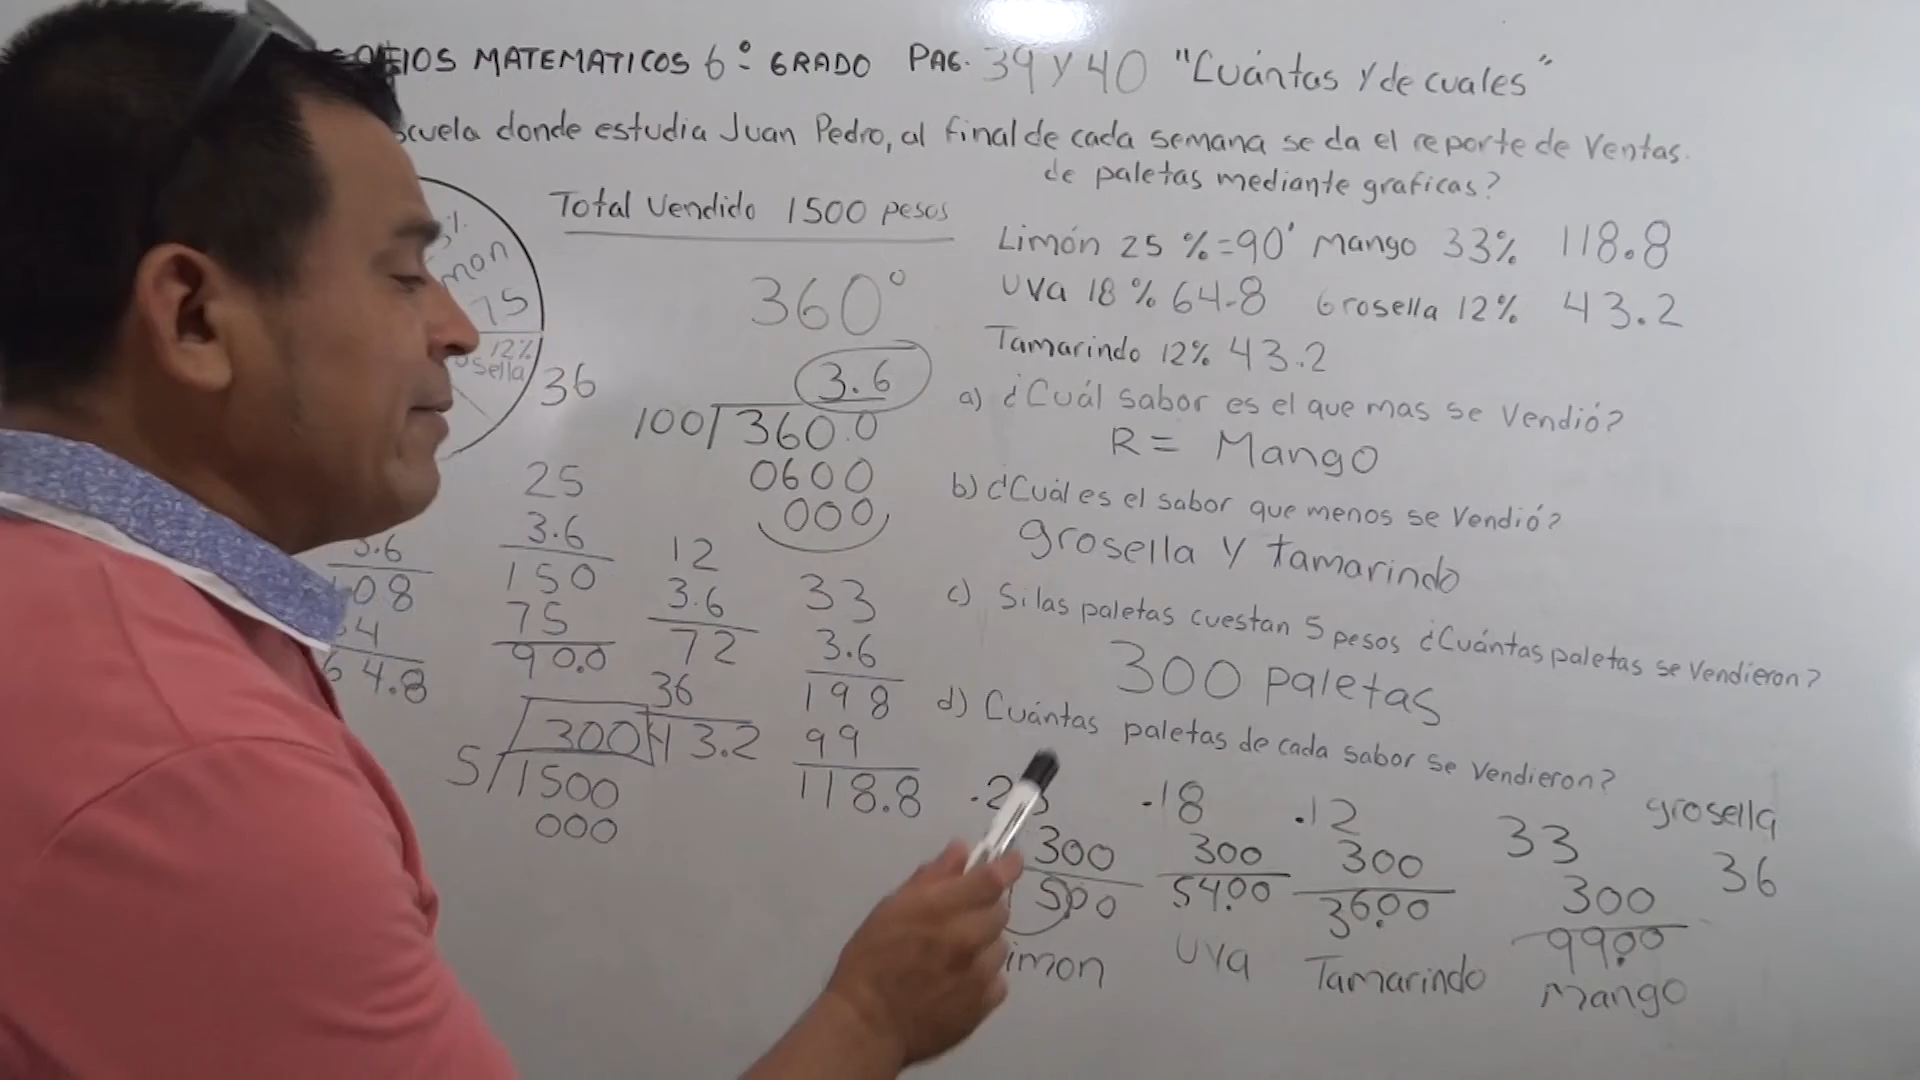 MATEMATICOS 6º GRADO PAG. 39 Y 40 "Cuántas y de cuales"
donde estudia Juan Pedro, al final de cada semana se da el reporte de Ventas.
de paletas mediante graficas?
Total Vendido 1500 pesos
Limón 25 %=90' Mango 33% 118.8
360°
Uva 18 % 64.8 Grosella 12% 43.2
Tamarindo 12% 43.2
75
12%
36
3.6
100 360.0
0600
000
a) ¿Cuál sabor es el que mas se Vendió?
R= Mango
b) ¿Cuál es el sabor que menos se Vendió?
grosella y tamarindo
c) Si las paletas cuestan 5 pesos ¿Cuántas paletas se Vendieron?
300 paletas
d) Cuántas paletas de cada sabor se Vendieron?
3.6
64.8
25
3.6
150
75
90.0
12
3.6
72
36
43.2
33
3.6
198
99
118.8
300
5 1500
000
300
.18
300
54.00
Uva
.12
300
36.00
Tamarindo
33
300
99.00
Mango
grosella
36